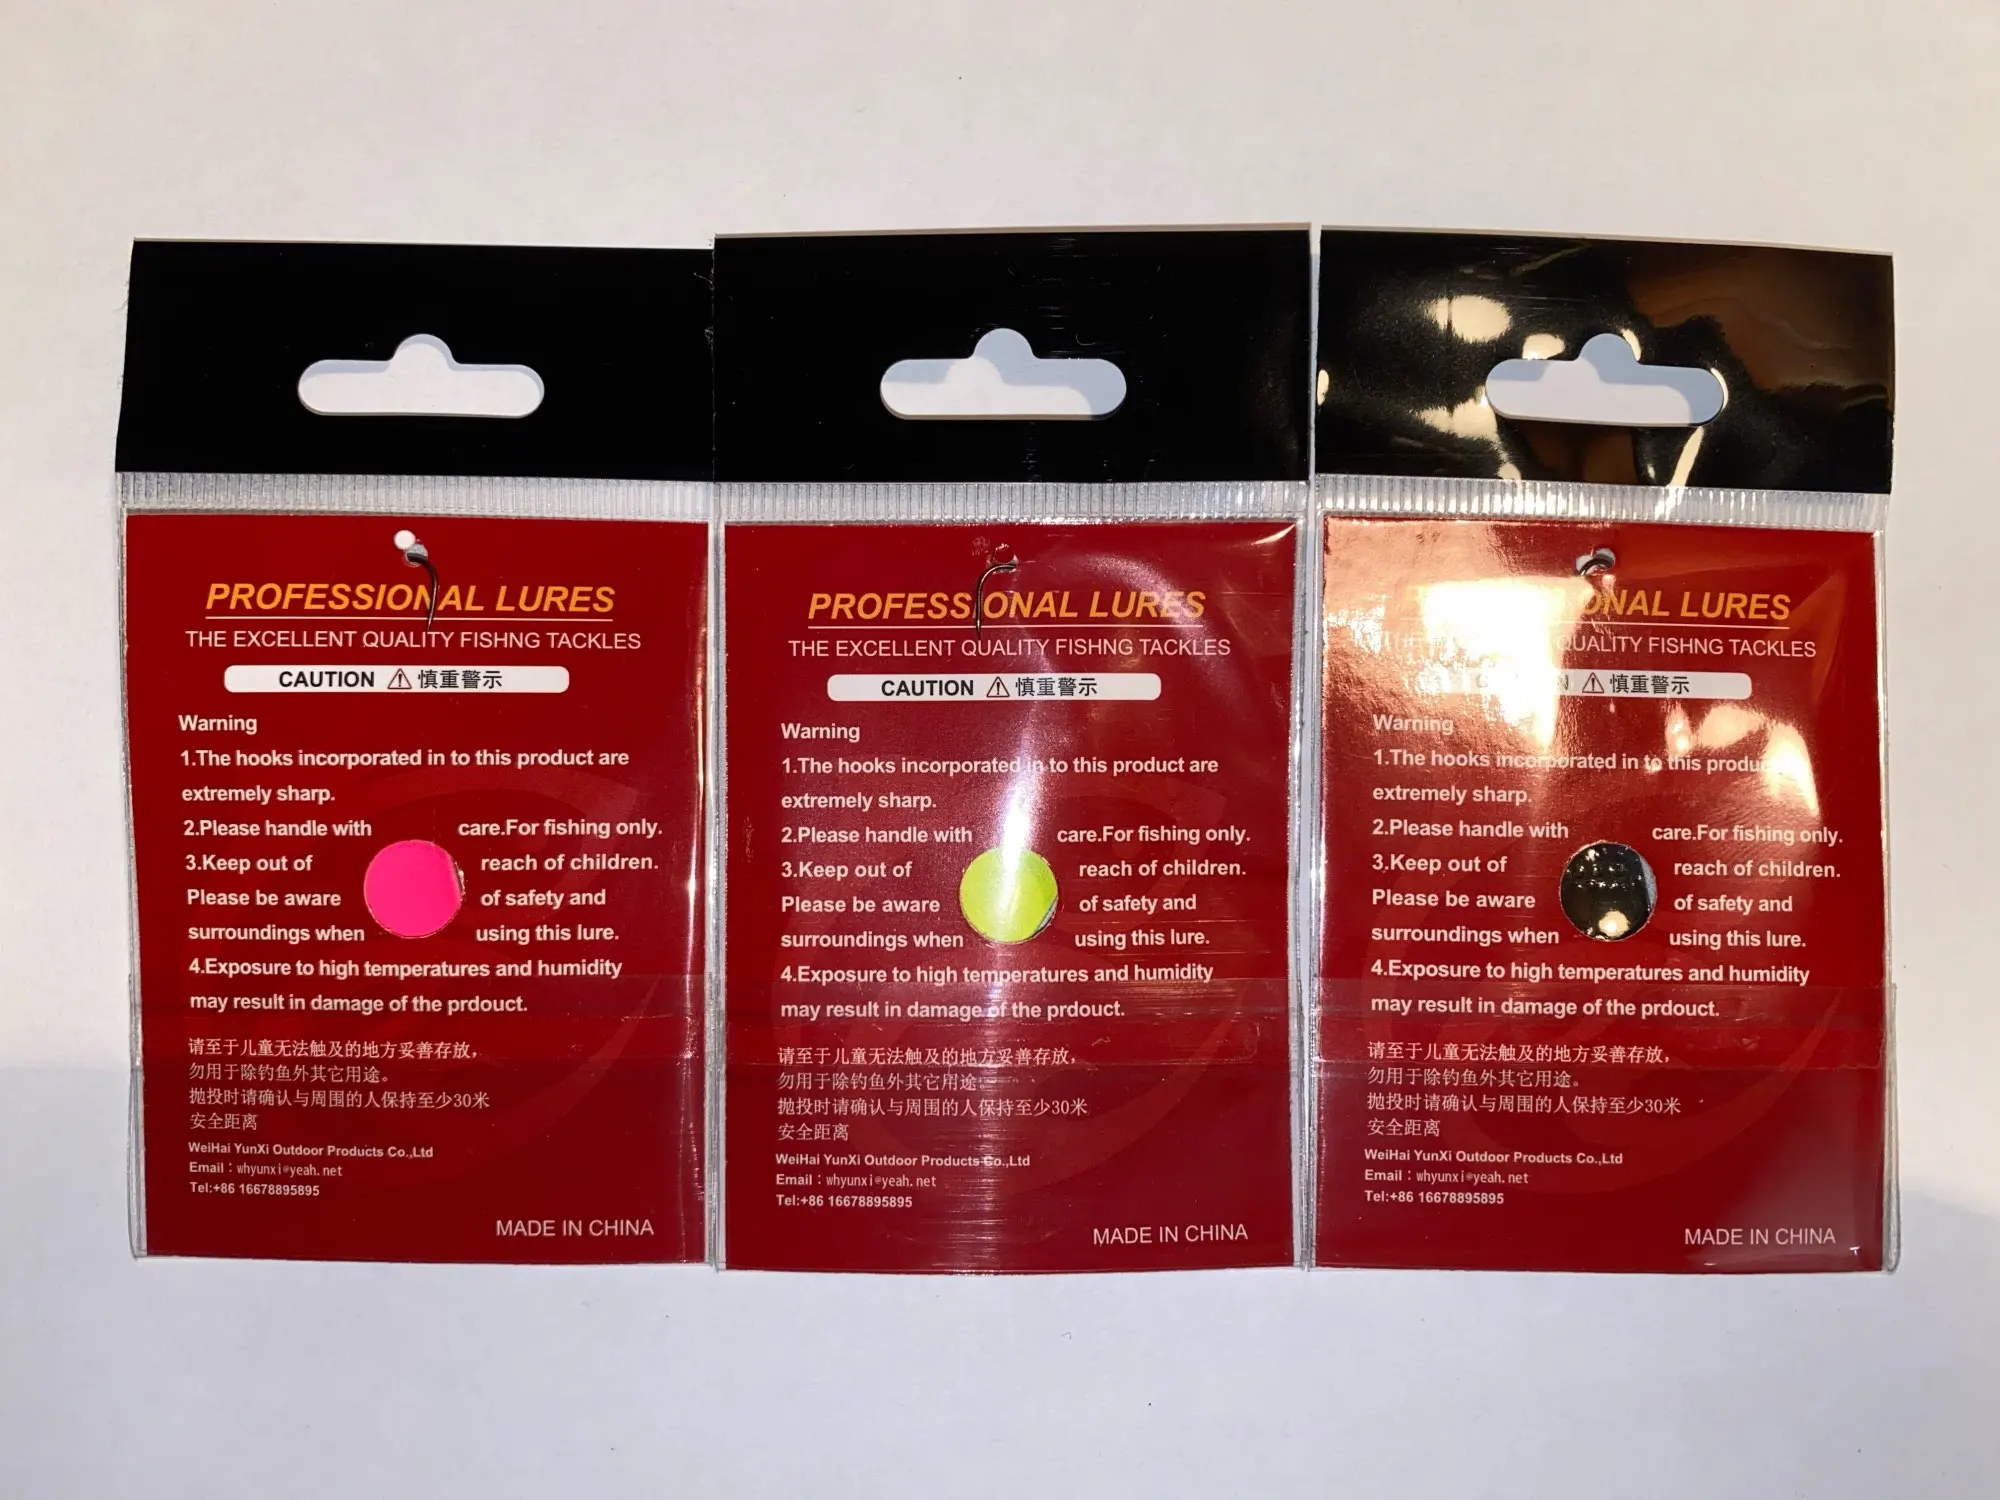 PROFESSIONAL LURES
THE EXCELLENT QUALITY FISHNG TACKLES
CAUTION ⚠ 慎重警示
Warning
1.The hooks incorporated in to this product are
extremely sharp.
2.Please handle with care.For fishing only.
3.Keep out of reach of children.
Please be aware of safety and
surroundings when using this lure.
4.Exposure to high temperatures and humidity
may result in damage of the prdouct.
请至于儿童无法触及的地方妥善存放，
勿用于除钓鱼外其它用途。
抛投时请确认与周围的人保持至少30米
安全距离
WeiHai YunXi Outdoor Products Co.,Ltd
Email：whyunxi@yeah.net
Tel:+86 16678895895
MADE IN CHINA
PROFESSIONAL LURES
THE EXCELLENT QUALITY FISHNG TACKLES
CAUTION ⚠ 慎重警示
Warning
1.The hooks incorporated in to this product are
extremely sharp.
2.Please handle with care.For fishing only.
3.Keep out of reach of children.
Please be aware of safety and
surroundings when using this lure.
4.Exposure to high temperatures and humidity
may result in damage of the prdouct.
请至于儿童无法触及的地方妥善存放，
勿用于除钓鱼外其它用途。
抛投时请确认与周围的人保持至少30米
安全距离
WeiHai YunXi Outdoor Products Co.,Ltd
Email：whyunxi@yeah.net
Tel:+86 16678895895
MADE IN CHINA
LURES
QUALITY FISHNG TACKLES
⚠ 慎重警示
Warning
1.The hooks incorporated in to this
extremely sharp.
2.Please handle with care.For fishing only.
3.Keep out of reach of children.
Please be aware of safety and
surroundings when using this lure.
4.Exposure to high temperatures and humidity
may result in damage of the prdouct.
请至于儿童无法触及的地方妥善存放，
勿用于除钓鱼外其它用途。
抛投时请确认与周围的人保持至少30米
安全距离
WeiHai YunXi Outdoor Products Co.,Ltd
Email：whyunxi@yeah.net
Tel:+86 16678895895
MADE IN CHINA